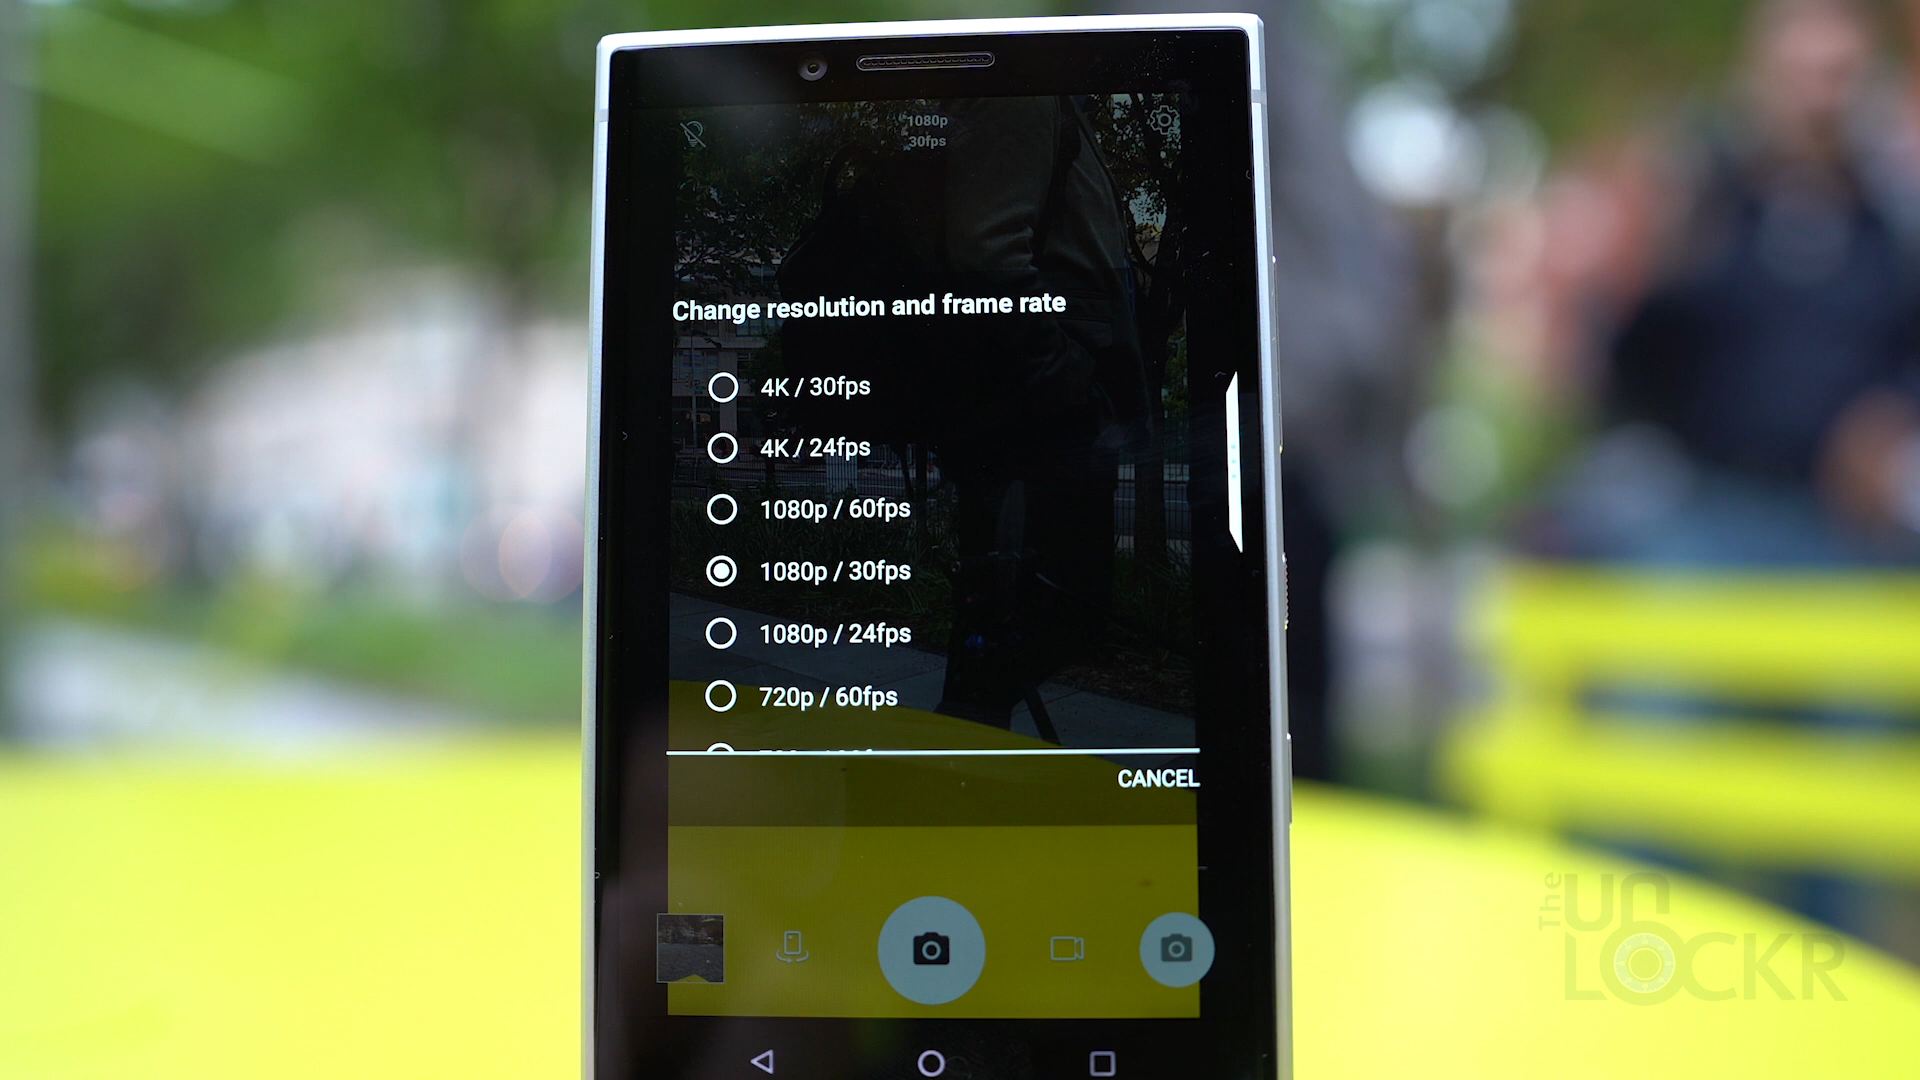 1080p
30fps
Change resolution and frame rate
4K / 30fps
4K / 24fps
1080p / 60fps
1080p / 30fps
1080p / 24fps
720p / 60fps
CANCEL
The
UN
LOCKR